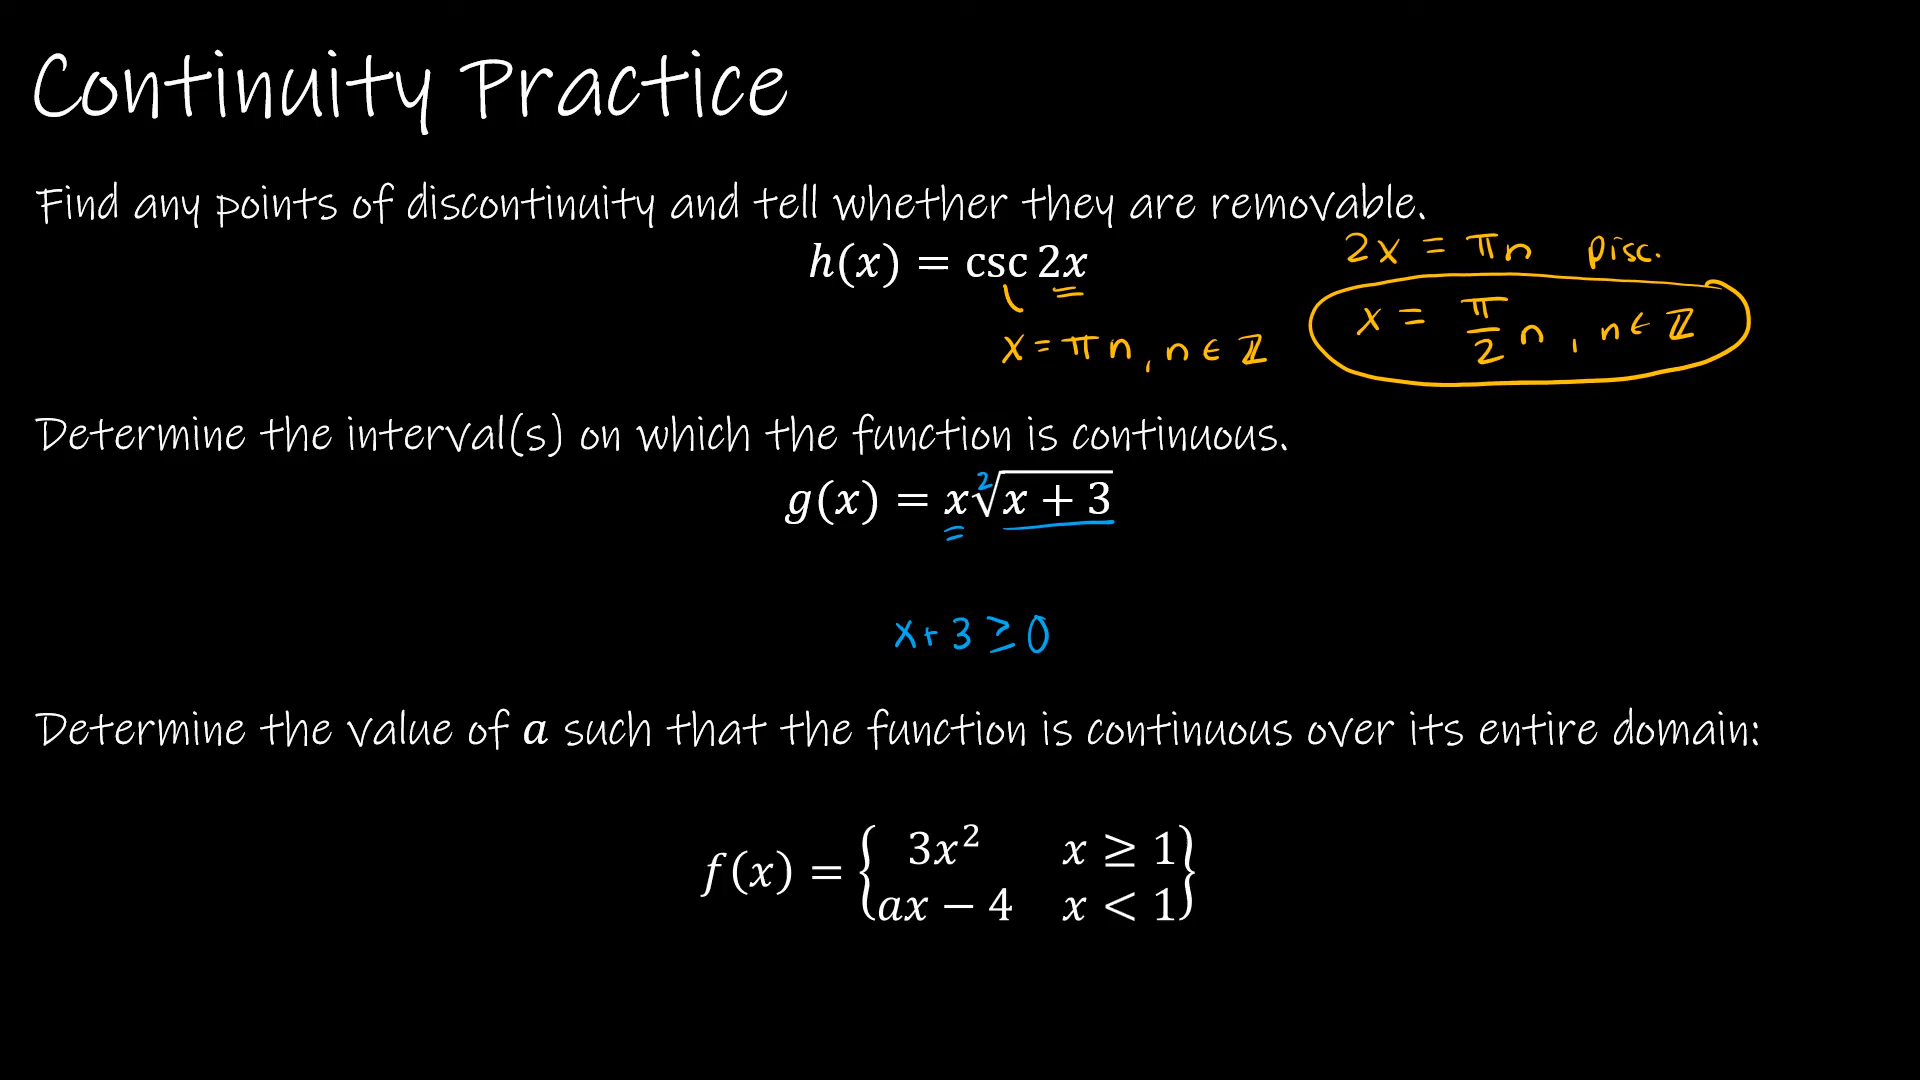 Continuity Practice
Find any points of discontinuity and tell whether they are removable.
h(x) = csc 2x
2x = πn Disc.
x = πn, n ∈ ℤ
x = π/2 n, n ∈ ℤ
Determine the interval(s) on which the function is continuous.
g(x) = x ²√(x + 3)
x + 3 ≥ 0
Determine the value of a such that the function is continuous over its entire domain:
f(x) = { 3x² x ≥ 1
ax − 4 x < 1 }